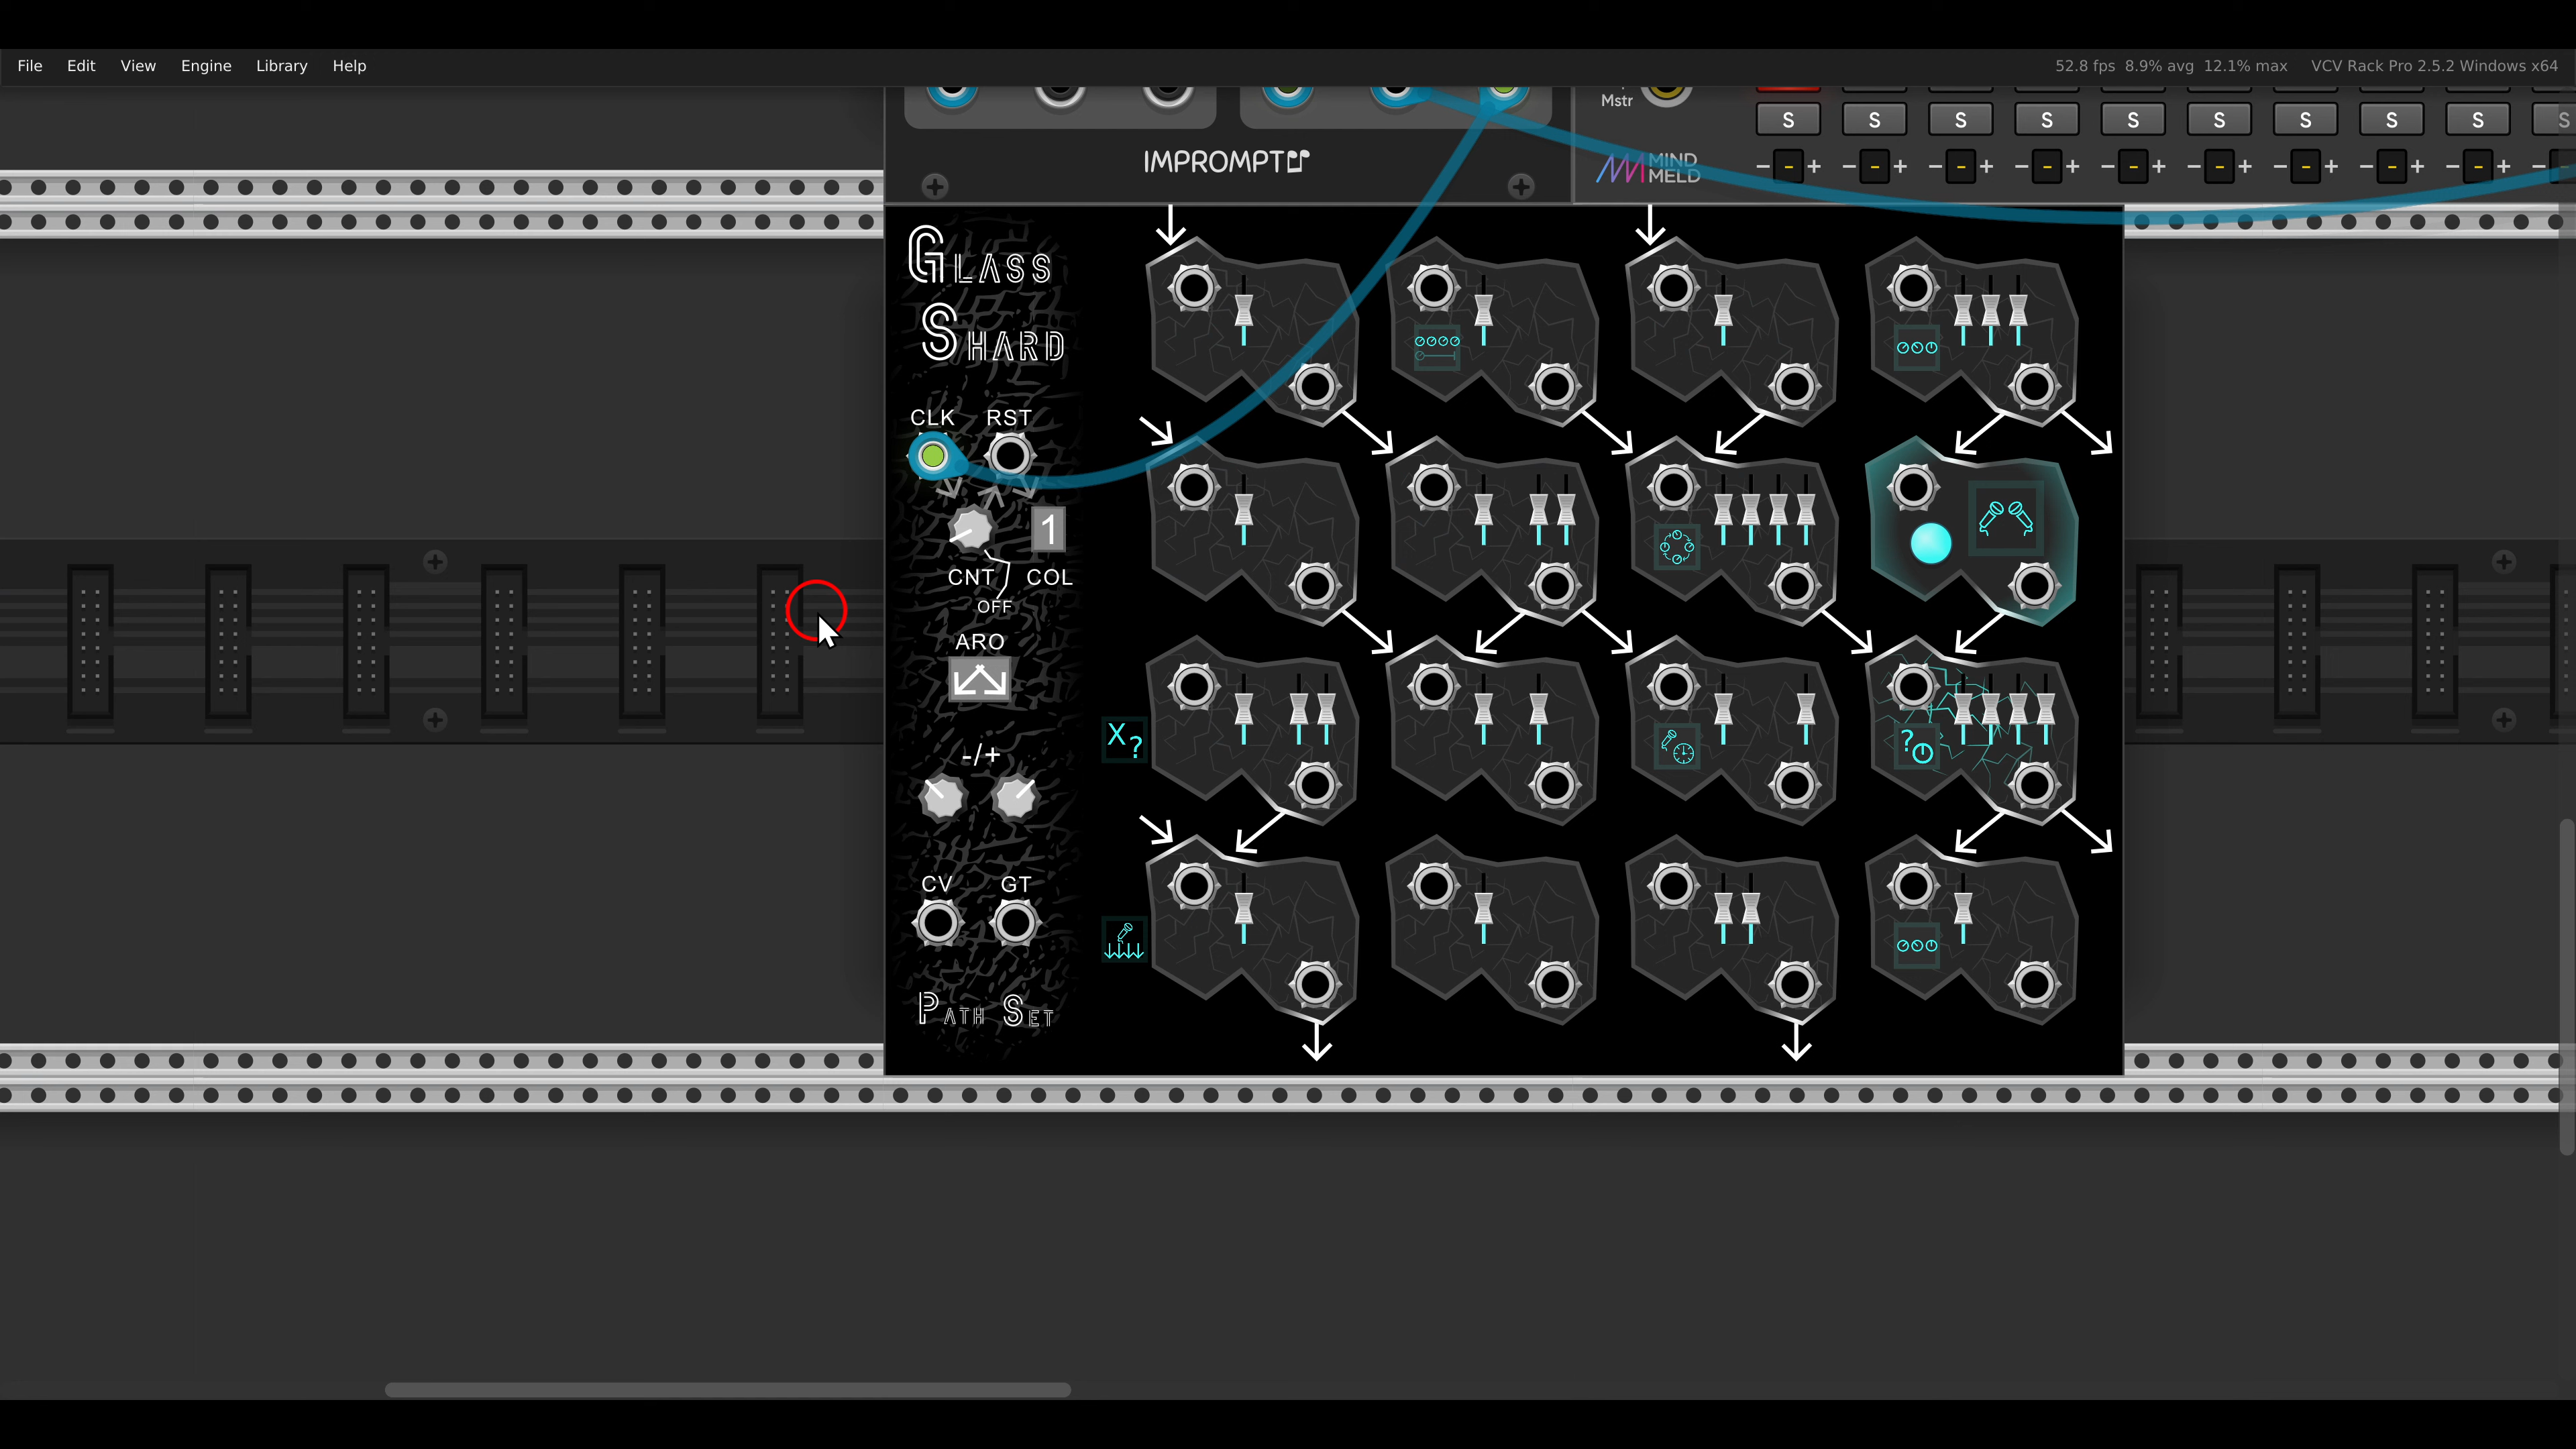 File Edit View Engine Library Help
52.8 fps 8.9% avg 12.1% max VCV Rack Pro 2.5.2 Windows x64
Mstr
S S S S S S S S S S
IMPROMPT
MIND
MELD
- - + - - + - - + - - + - - + - - + - - + - - + - - + -
GLASS
SHARD
CLK RST
1
CNT COL
OFF
ARO
X?
?
-/+
CV GT
PATH SET